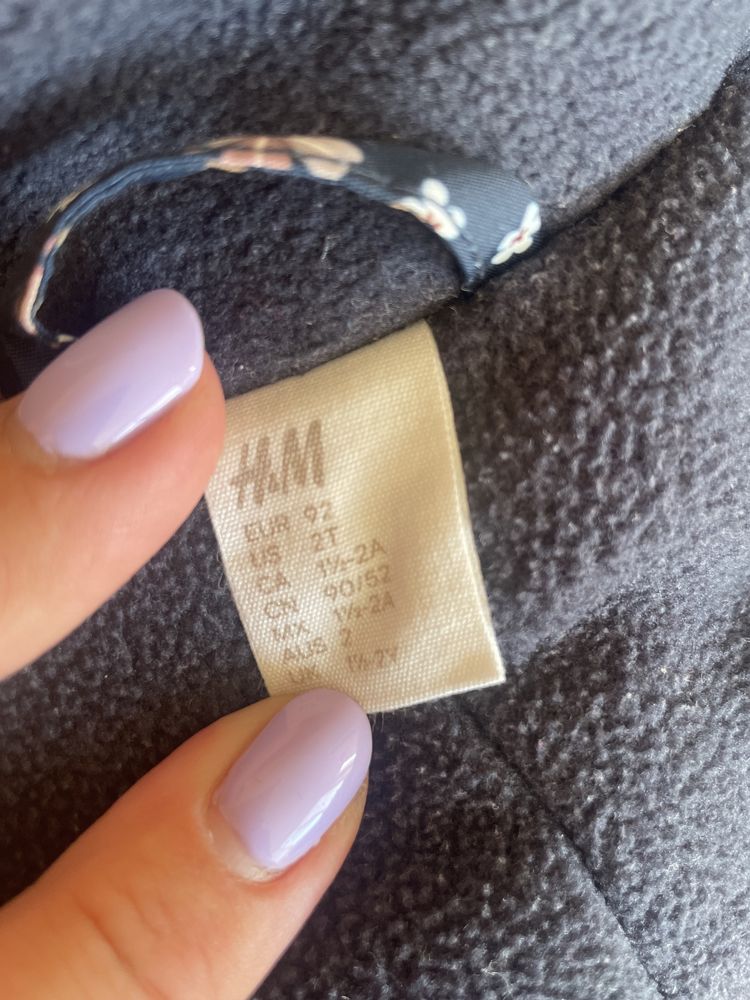 H&M
EUR 92
US 2T
CA 1½-2A
CN 90/52
MX 1½-2A
AUS 2
UK 1½-2Y